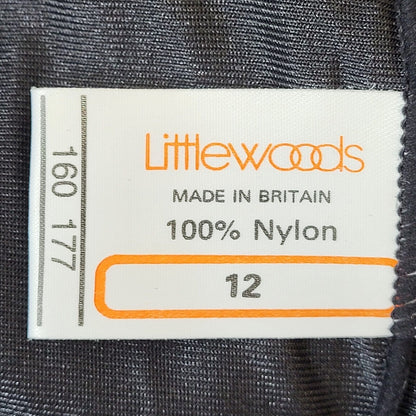 Littlewoods
MADE IN BRITAIN
100% Nylon
12
160 177